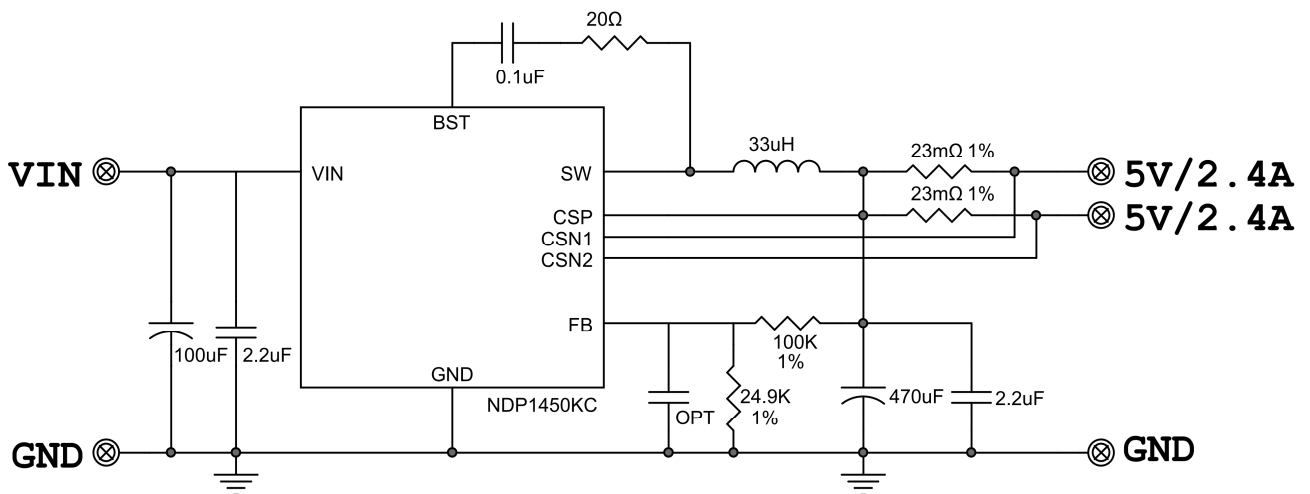 20Ω
0.1uF
BST
33uH
23mΩ 1%
VIN
VIN
SW
5V/2.4A
23mΩ 1%
CSP
5V/2.4A
CSN1
CSN2
FB
100K
1%
100uF
2.2uF
GND
24.9K
1%
470uF
2.2uF
NDP1450KC
OPT
GND
GND